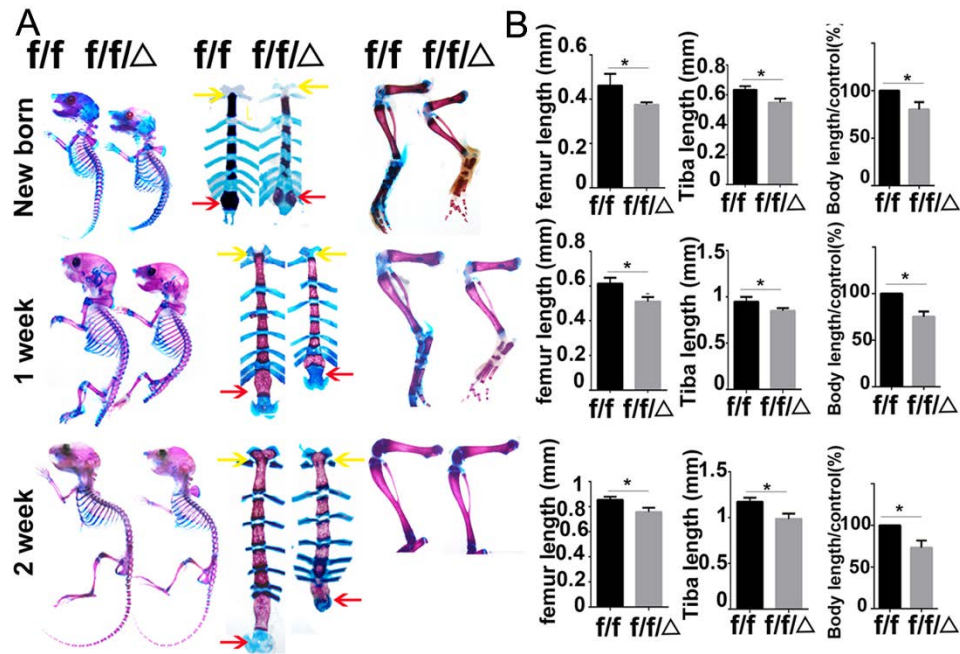 A
f/f f/f/△ f/f f/f/△ f/f f/f/△
New born
1 week
2 week
B
femur length (mm)
0.6
0.4
0.2
0
*
f/f f/f/△
Tiba length (mm)
0.8
0.6
0.4
0.2
0
*
f/f f/f/△
Body length/control(%)
100
50
0
*
f/f f/f/△
femur length (mm)
0.8
0.6
0.4
0.2
*
f/f f/f/△
Tiba length (mm)
1.5
1
0.5
0
*
f/f f/f/△
Body length/control(%)
100
50
0
*
f/f f/f/△
femur length (mm)
1
0.8
0.6
0.4
0.2
0
*
f/f f/f/△
Tiba length (mm)
1.5
1
0.5
0
*
f/f f/f/△
Body length/control(%)
100
50
0
*
f/f f/f/△